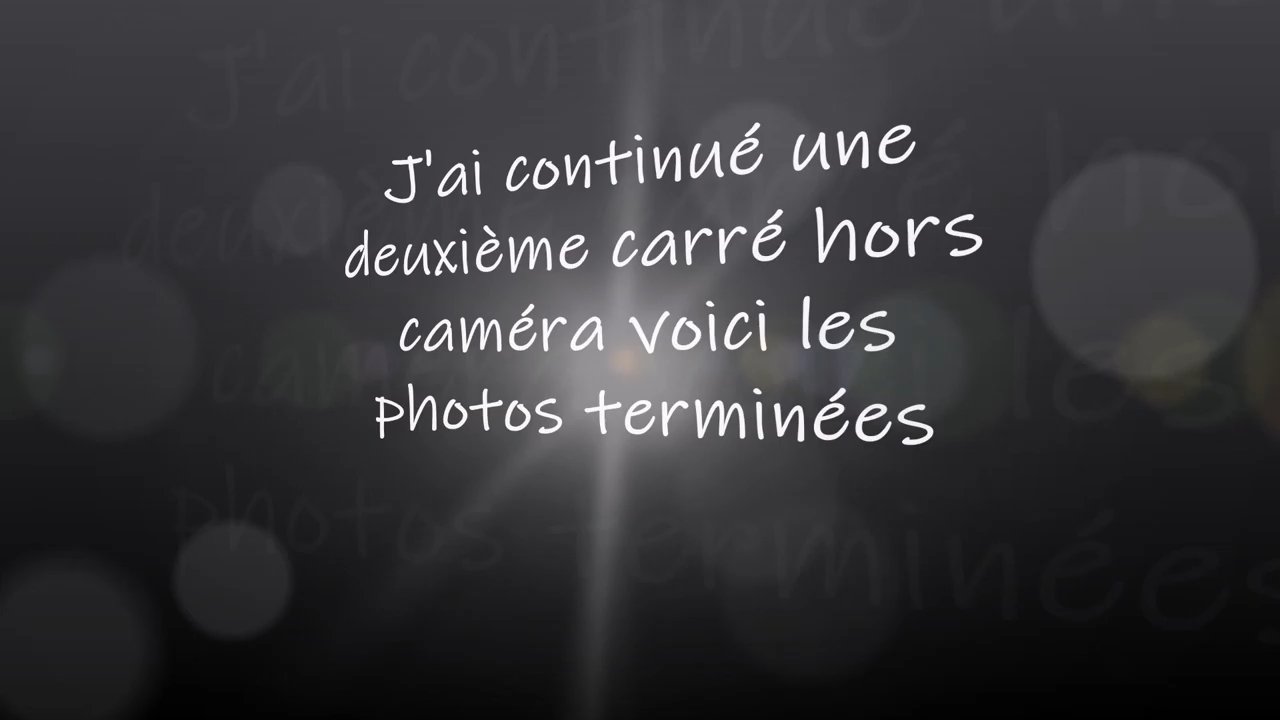 J'ai continué une
deuxième carré hors
caméra voici les
photos terminées